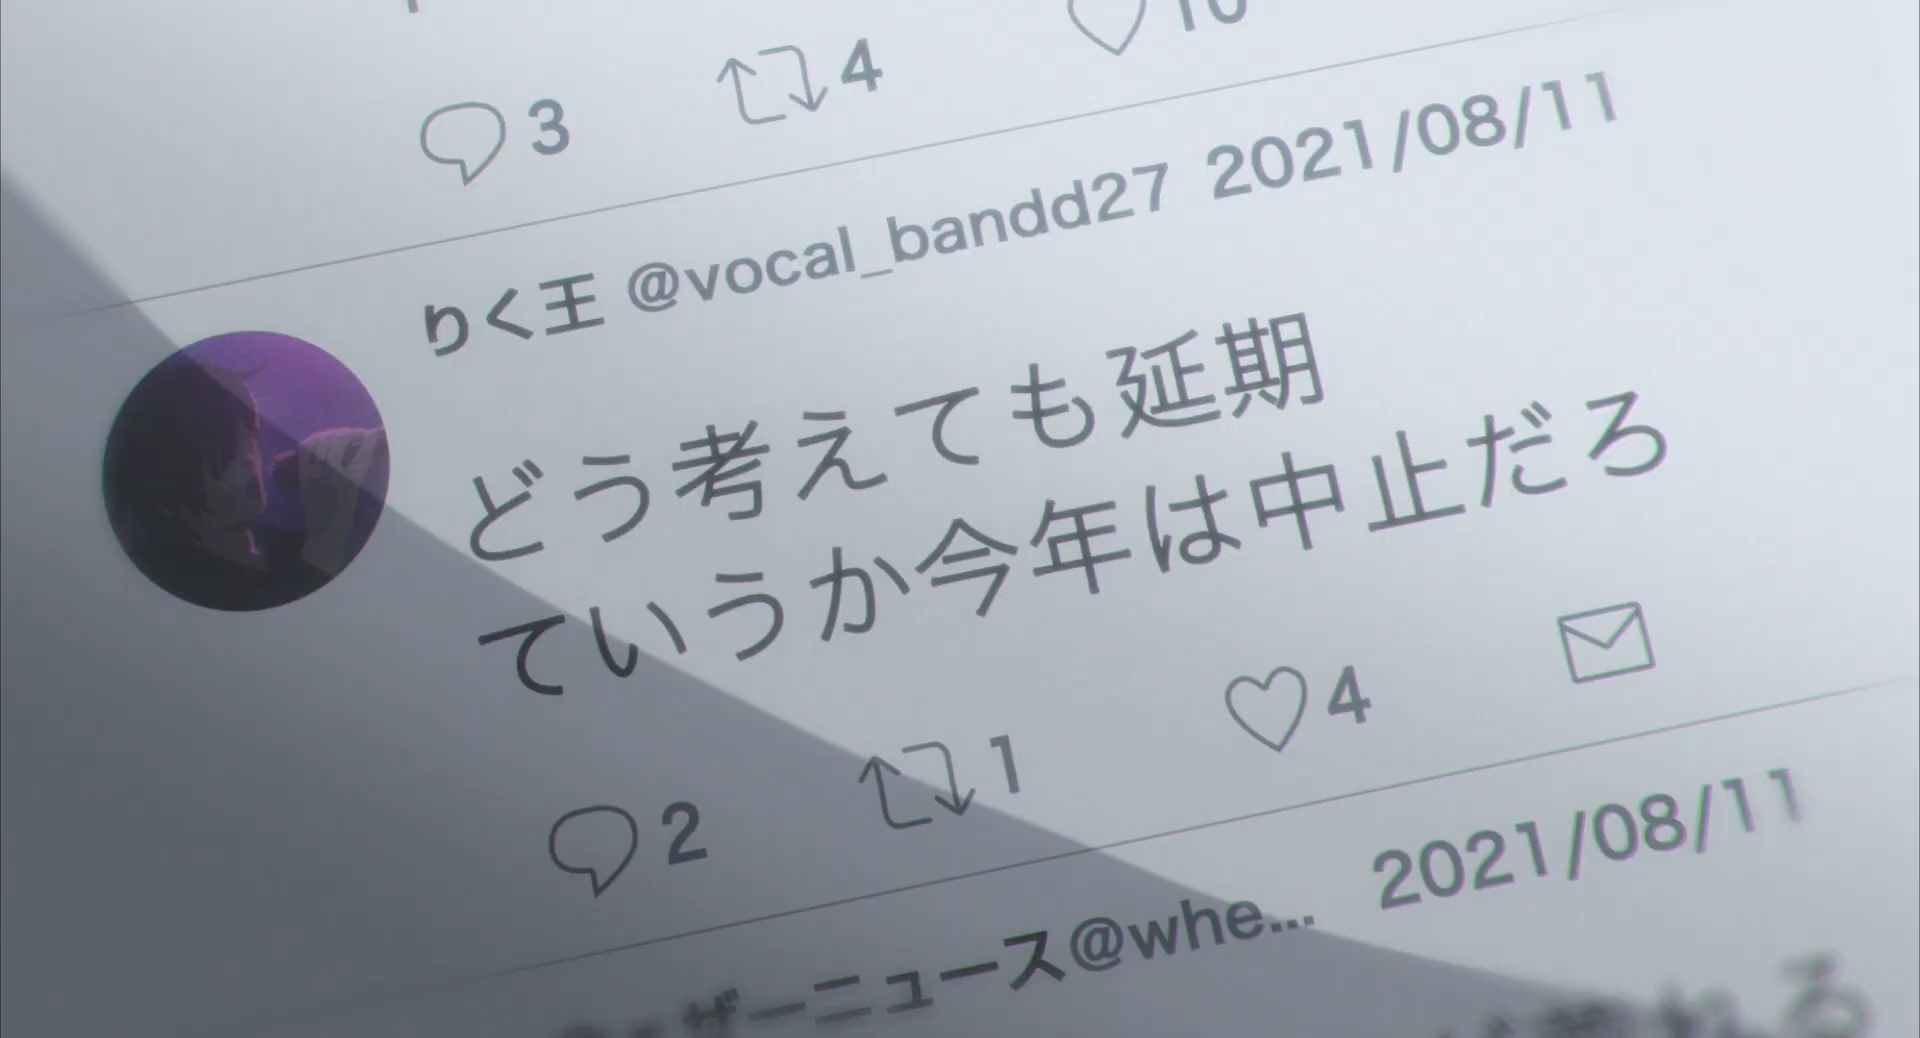 3 4 10
りく王 @vocal_bandd27 2021/08/11
どう考えても延期
ていうか今年は中止だろ
2 1 4
ザーニュース@whe... 2021/08/11